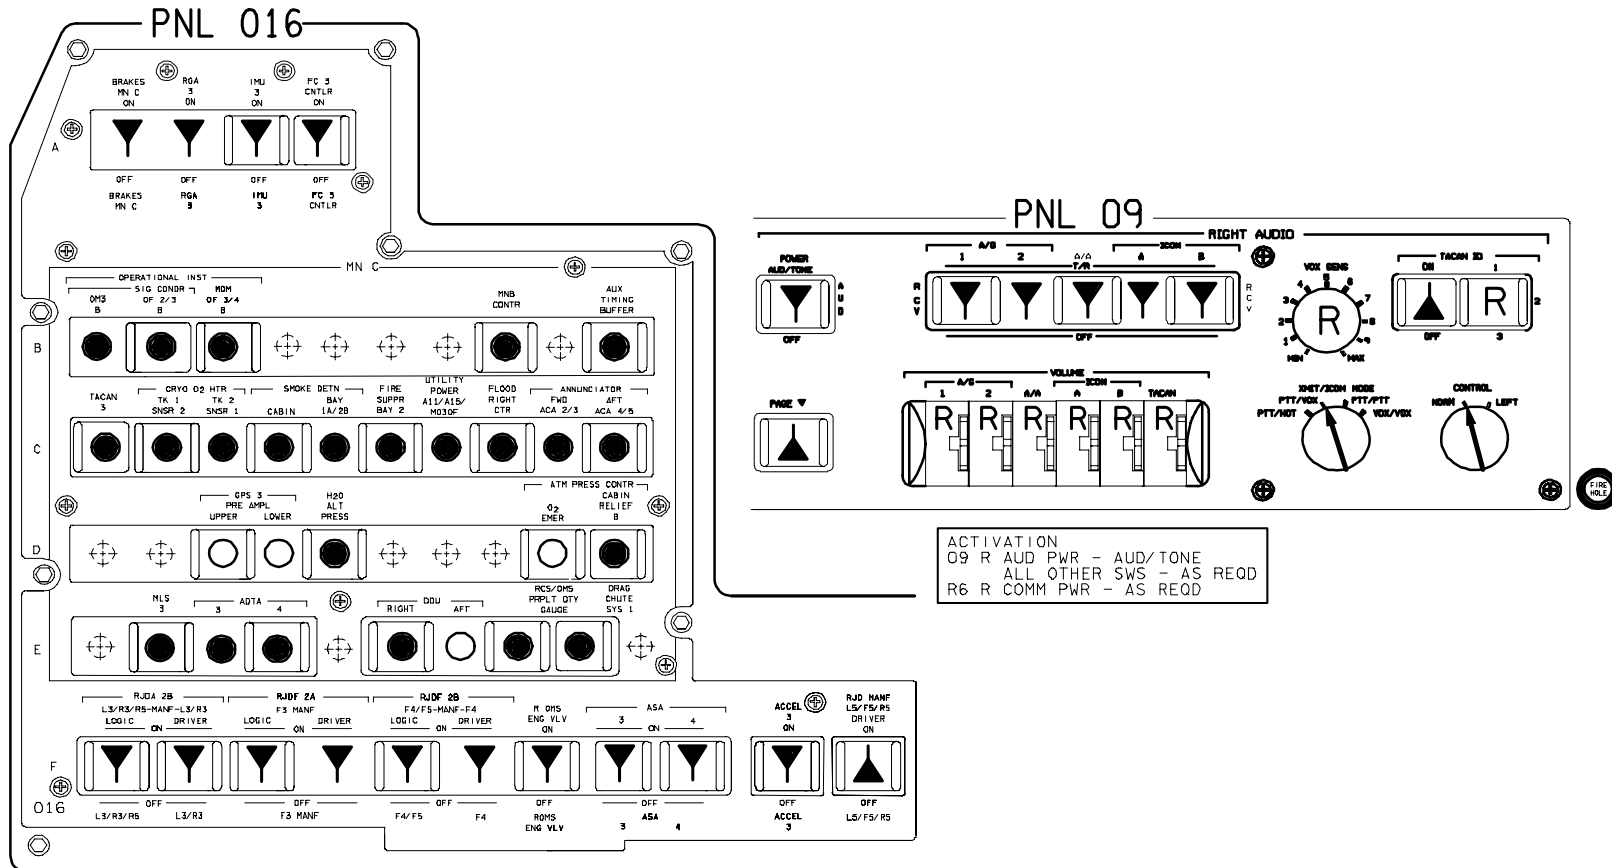 PNL 016
BRAKES MN C ON
RGA 3 ON
IMU 3 ON
FC 3 CNTLR ON
A
OFF OFF OFF OFF
BRAKES MN C
RGA 3
IMU 3
FC 3 CNTLR
MN C
OPERATIONAL INST
SIG CONDR
OM3 B
OF 2/3 B
MDM OF 3/4 B
MNB CONTR
AUX TIMING BUFFER
B
TACAN 3
CRYO O2 HTR
TK 1 SNSR 2
TK 2 SNSR 1
SMOKE DETN
CABIN
BAY 1A/2B
FIRE SUPPR BAY 2
UTILITY POWER A11/A15/ MO30F
FLOOD RIGHT CTR
ANNUNCIATOR
FWD ACA 2/3
AFT ACA 4/5
C
GPS 3 PRE AMPL
UPPER LOWER
H2O ALT PRESS
ATM PRESS CONTR
O2 EMER
CABIN RELIEF B
D
MLS 3
ADTA
3 4
DDU
RIGHT AFT
RCS/OMS PRPLT QTY GAUGE
DRAG CHUTE SYS 1
E
RJDA 2B
L3/R3/R5-MANF-L3/R3
LOGIC DRIVER
ON
RJDF 2A
F3 MANF
LOGIC DRIVER
ON
RJDF 2B
F4/F5-MANF-F4
LOGIC DRIVER
ON
R OMS ENG VLV ON
ASA
3 4
ON
ACCEL 3 ON
RJD MANF L5/F5/R5 DRIVER ON
F
016
OFF
L3/R3/R5 L3/R3
OFF
F3 MANF
OFF
F4/F5 F4
OFF
ROMS ENG VLV
OFF
ASA
3 4
OFF
ACCEL 3
OFF
L5/F5/R5
PNL 09
RIGHT AUDIO
POWER
AUD/TONE
AUD
OFF
A/G A/A ICOM
1 2 T/R A B
RCV
RCV
OFF
VOX SENS
MIN 1 2 3 4 5 6 7 8 9 MAX
R
TACAN ID
ON 1
R
2
OFF 3
PAGE
VOLUME
A/G ICOM
1 2 A/A A B TACAN
R R R R R R
XMIT/ICOM MODE
PTT/VOX PTT/PTT
PTT/HOT VOX/VOX
CONTROL
NORM LEFT
FIRE HOLE
ACTIVATION
O9 R AUD PWR - AUD/TONE
ALL OTHER SWS - AS REQD
R6 R COMM PWR - AS REQD